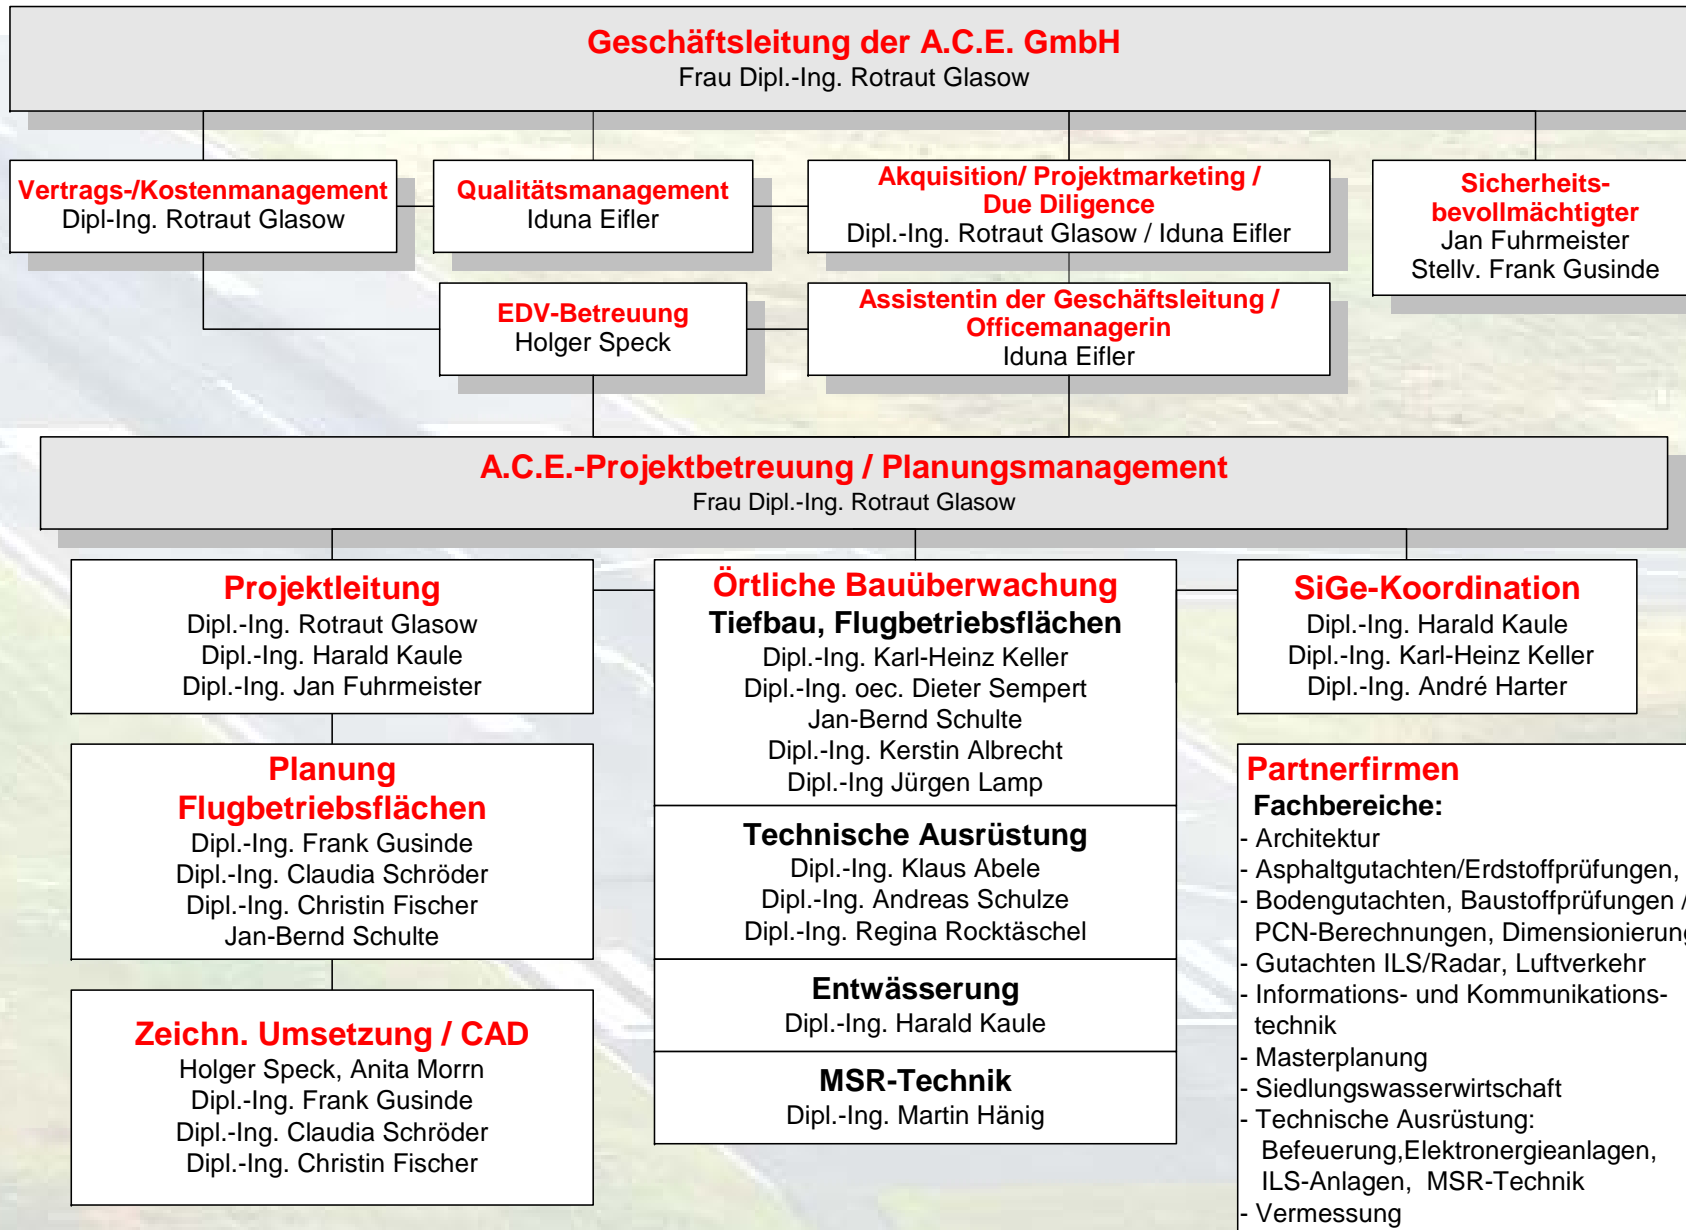 Geschäftsleitung der A.C.E. GmbH
Frau Dipl.-Ing. Rotraut Glasow
Vertrags-/Kostenmanagement
Dipl-Ing. Rotraut Glasow
Qualitätsmanagement
Iduna Eifler
Akquisition/ Projektmarketing /
Due Diligence
Dipl.-Ing. Rotraut Glasow / Iduna Eifler
Sicherheits-
bevollmächtigter
Jan Fuhrmeister
Stellv. Frank Gusinde
EDV-Betreuung
Holger Speck
Assistentin der Geschäftsleitung /
Officemanagerin
Iduna Eifler
A.C.E.-Projektbetreuung / Planungsmanagement
Frau Dipl.-Ing. Rotraut Glasow
Projektleitung
Dipl.-Ing. Rotraut Glasow
Dipl.-Ing. Harald Kaule
Dipl.-Ing. Jan Fuhrmeister
Planung
Flugbetriebsflächen
Dipl.-Ing. Frank Gusinde
Dipl.-Ing. Claudia Schröder
Dipl.-Ing. Christin Fischer
Jan-Bernd Schulte
Zeichn. Umsetzung / CAD
Holger Speck, Anita Morrn
Dipl.-Ing. Frank Gusinde
Dipl.-Ing. Claudia Schröder
Dipl.-Ing. Christin Fischer
Örtliche Bauüberwachung
Tiefbau, Flugbetriebsflächen
Dipl.-Ing. Karl-Heinz Keller
Dipl.-Ing. oec. Dieter Sempert
Jan-Bernd Schulte
Dipl.-Ing. Kerstin Albrecht
Dipl.-Ing Jürgen Lamp
Technische Ausrüstung
Dipl.-Ing. Klaus Abele
Dipl.-Ing. Andreas Schulze
Dipl.-Ing. Regina Rocktäschel
Entwässerung
Dipl.-Ing. Harald Kaule
MSR-Technik
Dipl.-Ing. Martin Hänig
SiGe-Koordination
Dipl.-Ing. Harald Kaule
Dipl.-Ing. Karl-Heinz Keller
Dipl.-Ing. André Harter
Partnerfirmen
Fachbereiche:
- Architektur
- Asphaltgutachten/Erdstoffprüfungen,
- Bodengutachten, Baustoffprüfungen /
PCN-Berechnungen, Dimensionierung
- Gutachten ILS/Radar, Luftverkehr
- Informations- und Kommunikations-
technik
- Masterplanung
- Siedlungswasserwirtschaft
- Technische Ausrüstung:
Befeuerung,Elektronergieanlagen,
ILS-Anlagen, MSR-Technik
- Vermessung